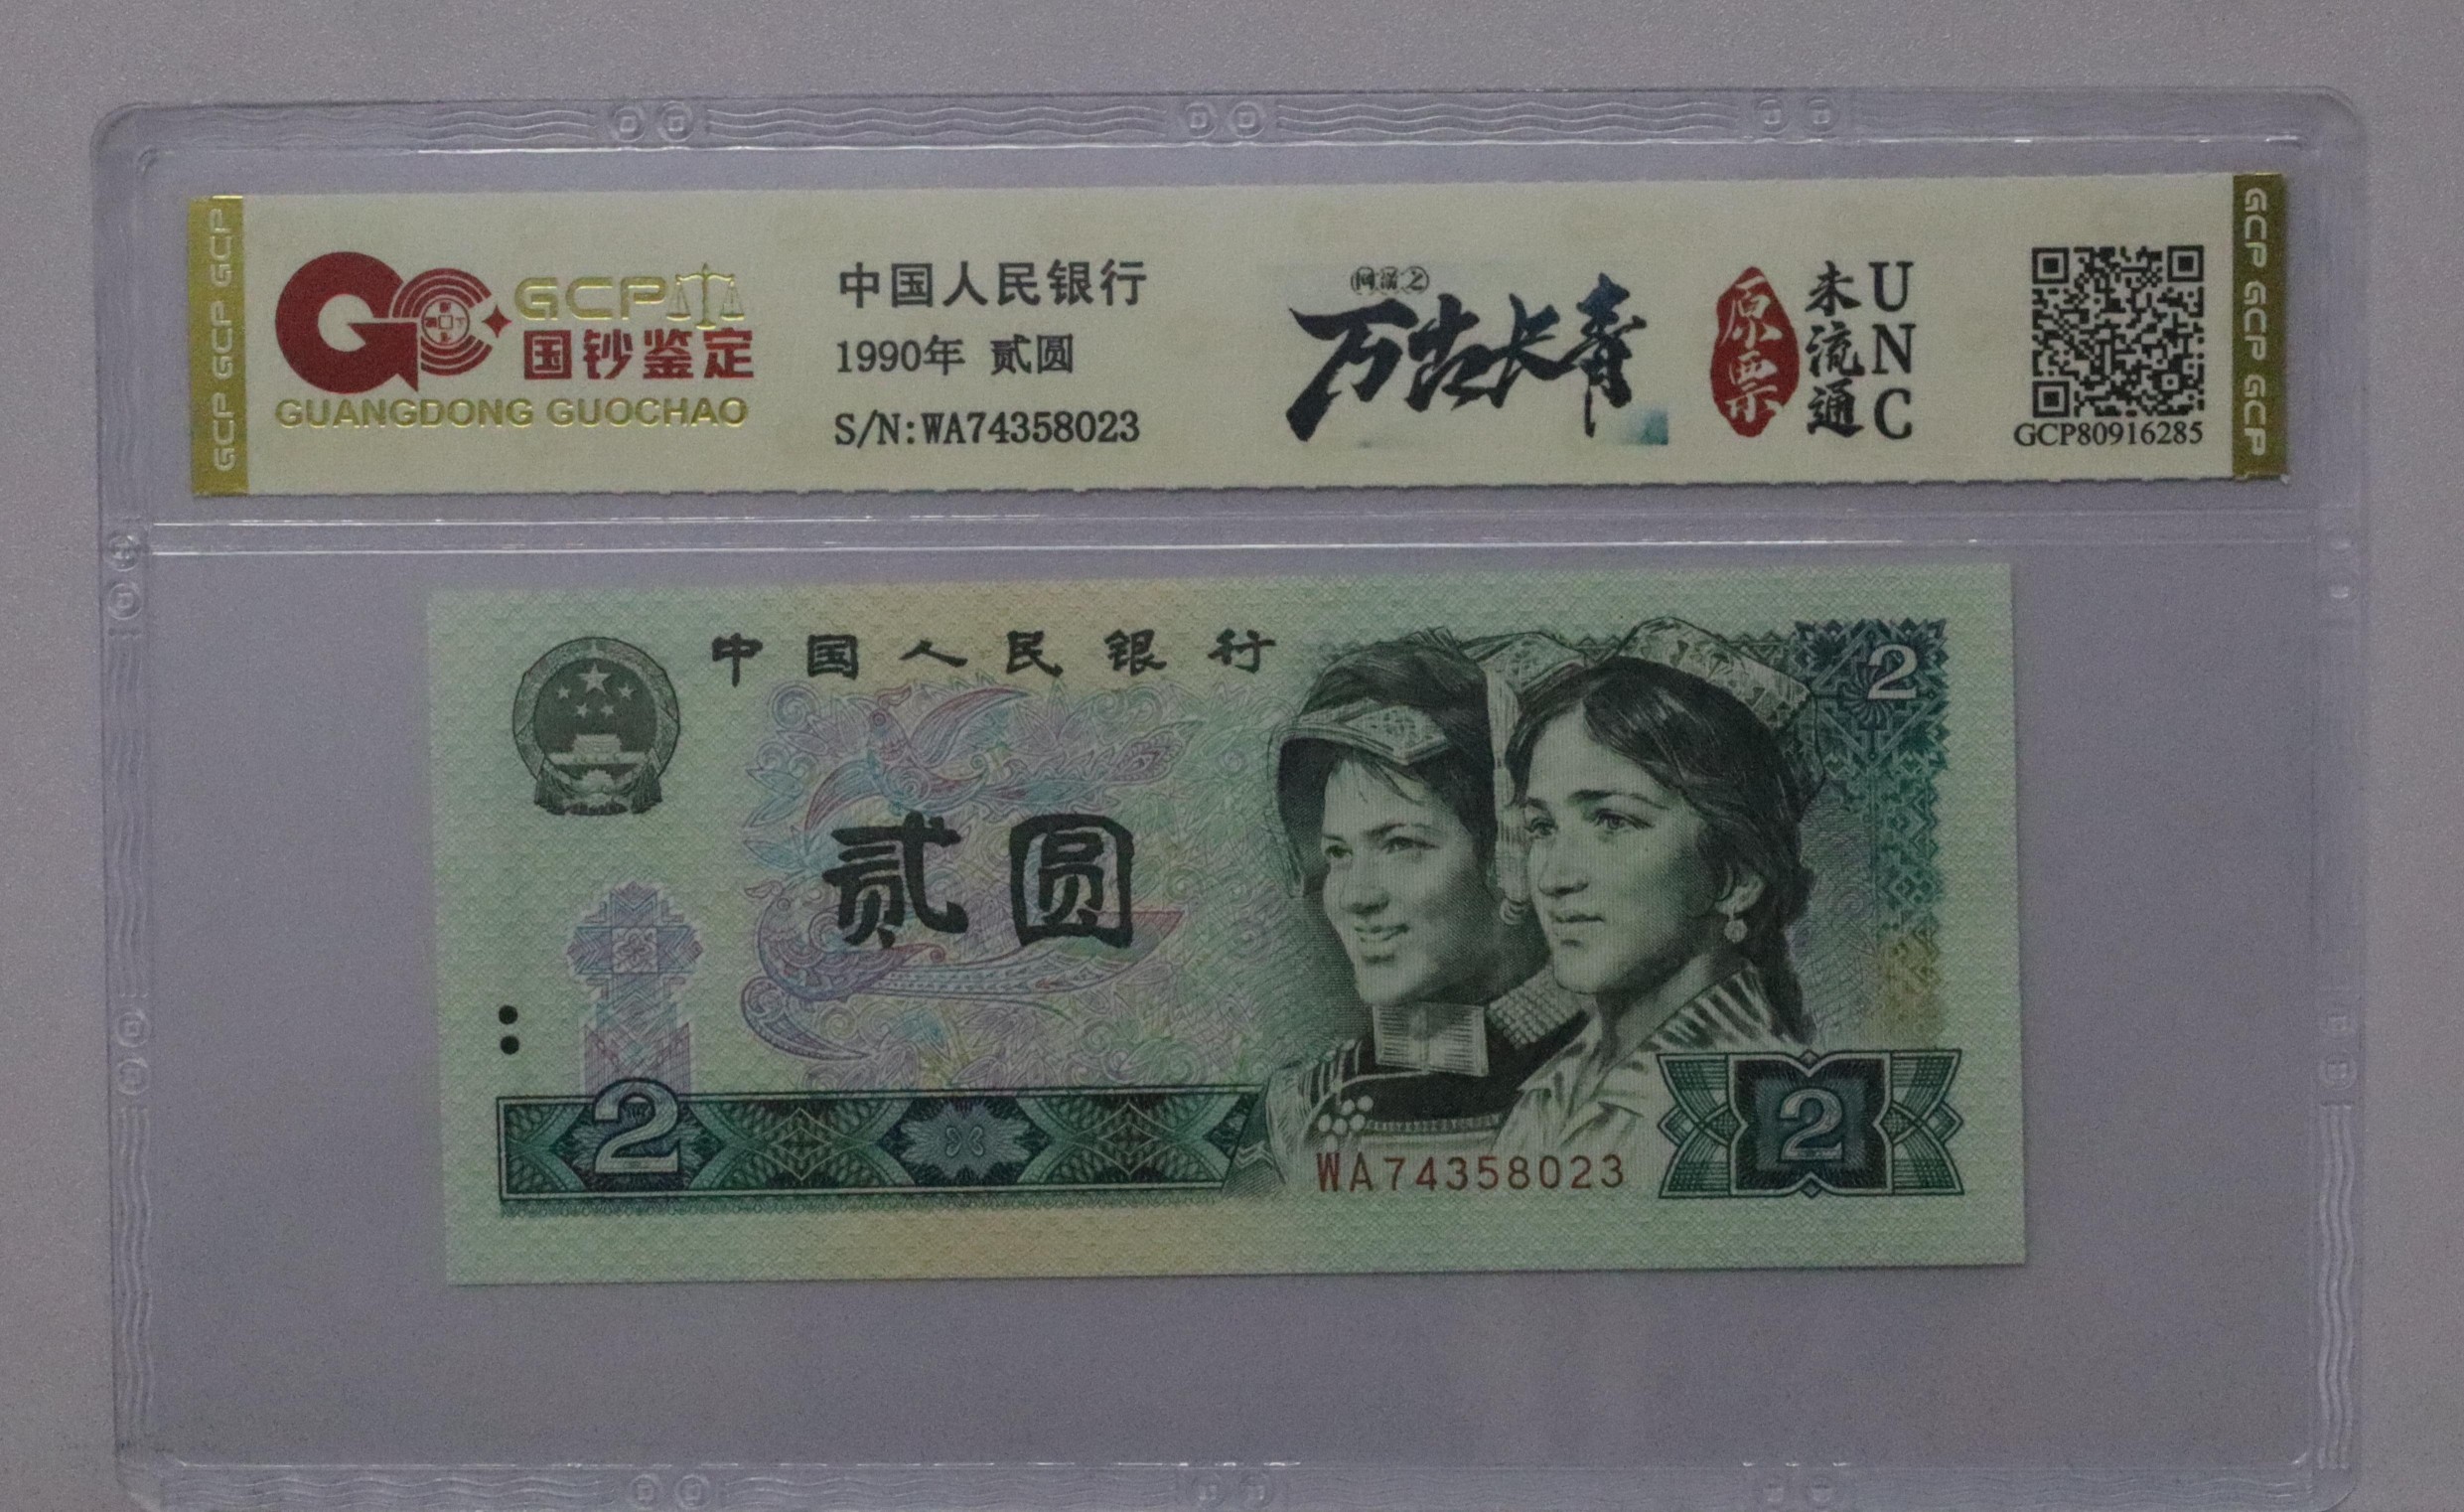 GCP GCP GCP
GCP
国钞鉴定
GUANGDONG GUOCHAO
中国人民银行
1990年 贰圆
S/N:WA74358023
万古长青
原票
未流通
UNC
GCP80916285
GCP GCP GCP
中国人民银行
2
贰圆
2
2
WA74358023